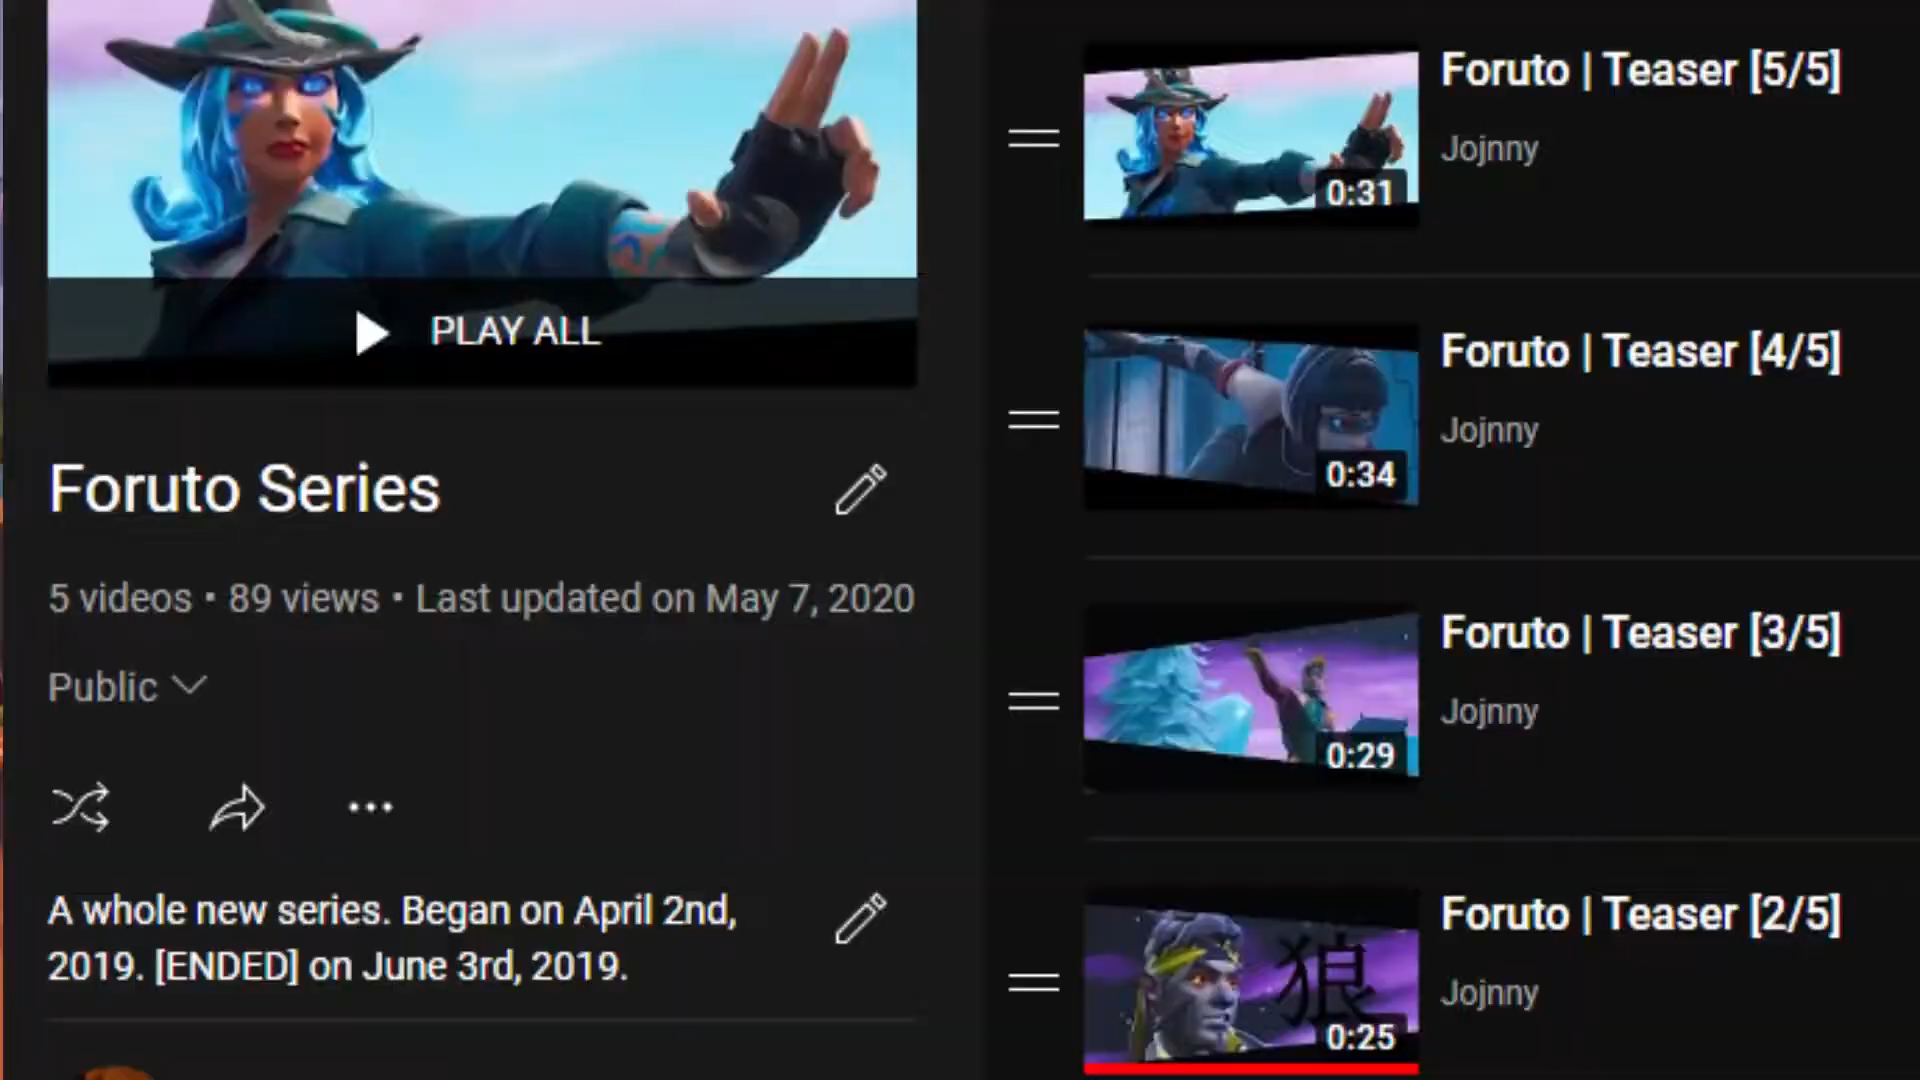 PLAY ALL
Foruto Series
5 videos • 89 views • Last updated on May 7, 2020
Public
A whole new series. Began on April 2nd,
2019. [ENDED] on June 3rd, 2019.
Foruto | Teaser [5/5]
Jojnny
0:31
Foruto | Teaser [4/5]
Jojnny
0:34
Foruto | Teaser [3/5]
Jojnny
0:29
Foruto | Teaser [2/5]
Jojnny
狼
0:25